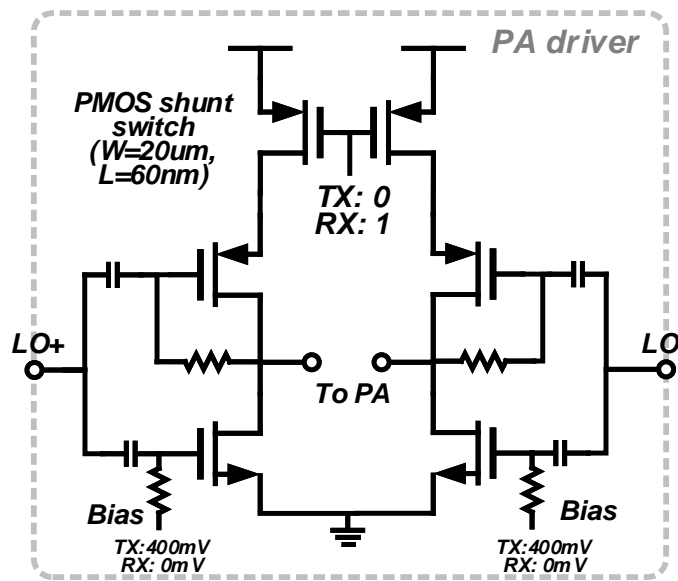 PA driver
PMOS shunt
switch
(W=20um,
L=60nm)
TX: 0
RX: 1
LO+
LO
To PA
Bias
TX:400mV
RX: 0mV
Bias
TX:400mV
RX: 0mV